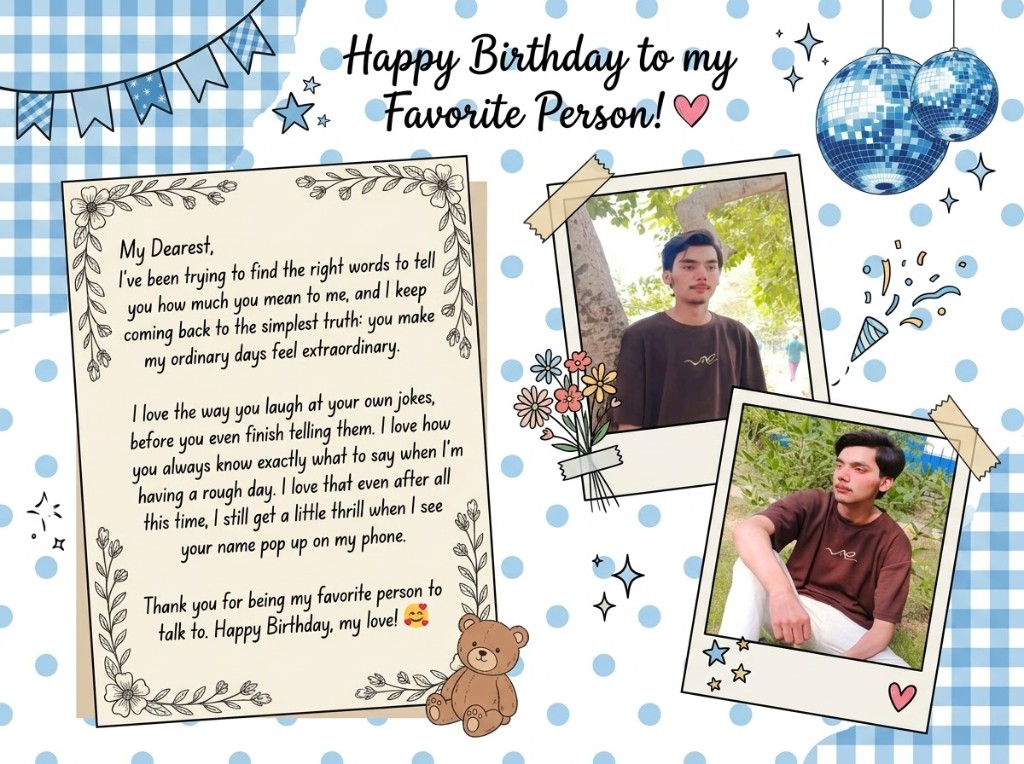 Happy Birthday to my
Favorite Person!
My Dearest,
I've been trying to find the right words to tell
you how much you mean to me, and I keep
coming back to the simplest truth: you make
my ordinary days feel extraordinary.
I love the way you laugh at your own jokes,
before you even finish telling them. I love how
you always know exactly what to say when I'm
having a rough day. I love that even after all
this time, I still get a little thrill when I see
your name pop up on my phone.
Thank you for being my favorite person to
talk to. Happy Birthday, my love! 🥰